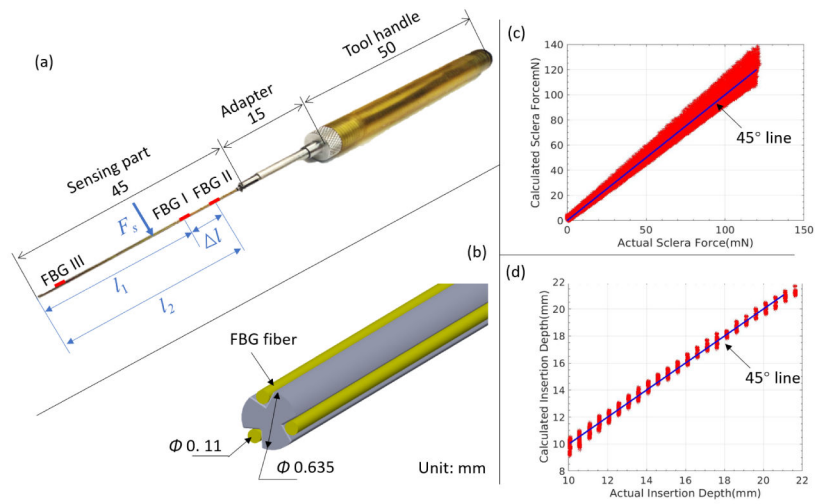 (a)
Tool handle
50
Adapter
15
Sensing part
45
FBG II
FBG I
F_s
Δl
FBG III
l_1
l_2
(b)
FBG fiber
Φ 0. 11
Φ 0.635
Unit: mm
(c)
Calculated Sclera ForcemN)
140
120
100
80
60
40
20
0
0
50
100
150
45° line
Actual Sclera Force(mN)
(d)
Calculated Insertion Depth(mm)
22
20
18
16
14
12
10
8
10
12
14
16
18
20
22
45° line
Actual Insertion Depth(mm)